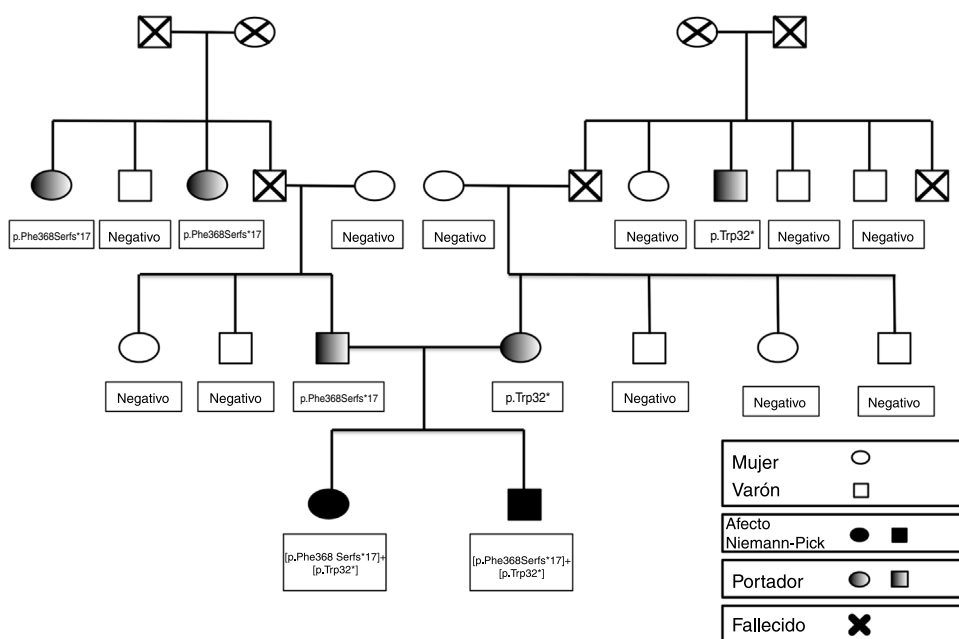 p.Phe368Serfs*17
Negativo
p.Phe368Serfs*17
Negativo
Negativo
Negativo
p.Trp32*
Negativo
Negativo
Negativo
Negativo
p.Phe368Serfs*17
p.Trp32*
Negativo
Negativo
Negativo
[p.Phe368 Serfs*17]+
[p.Trp32*]
[p.Phe368Serfs*17]+
[p.Trp32*]
Mujer
Varón
Afecto
Niemann-Pick
Portador
Fallecido